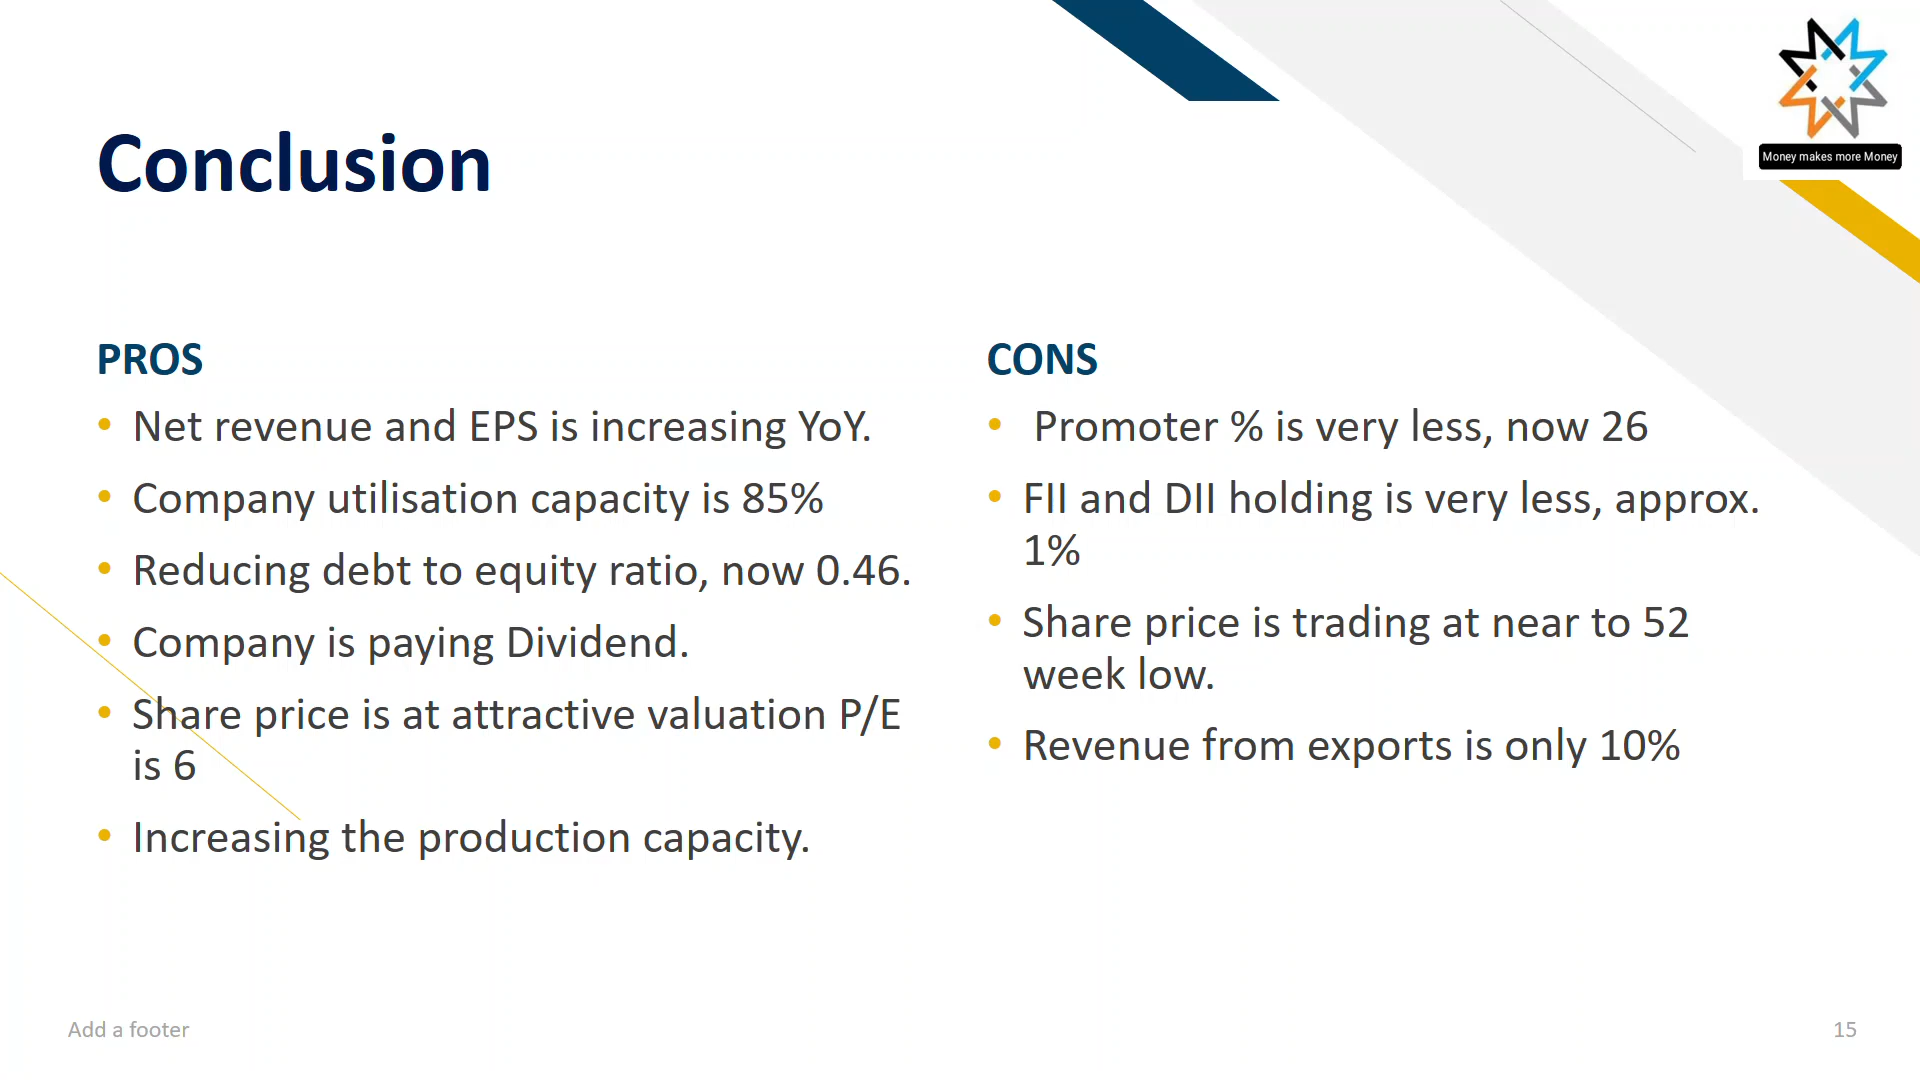 Money makes more Money
Conclusion
PROS
• Net revenue and EPS is increasing YoY.
• Company utilisation capacity is 85%
• Reducing debt to equity ratio, now 0.46.
• Company is paying Dividend.
• Share price is at attractive valuation P/E
is 6
• Increasing the production capacity.
CONS
• Promoter % is very less, now 26
• FII and DII holding is very less, approx.
1%
• Share price is trading at near to 52
week low.
• Revenue from exports is only 10%
Add a footer
15